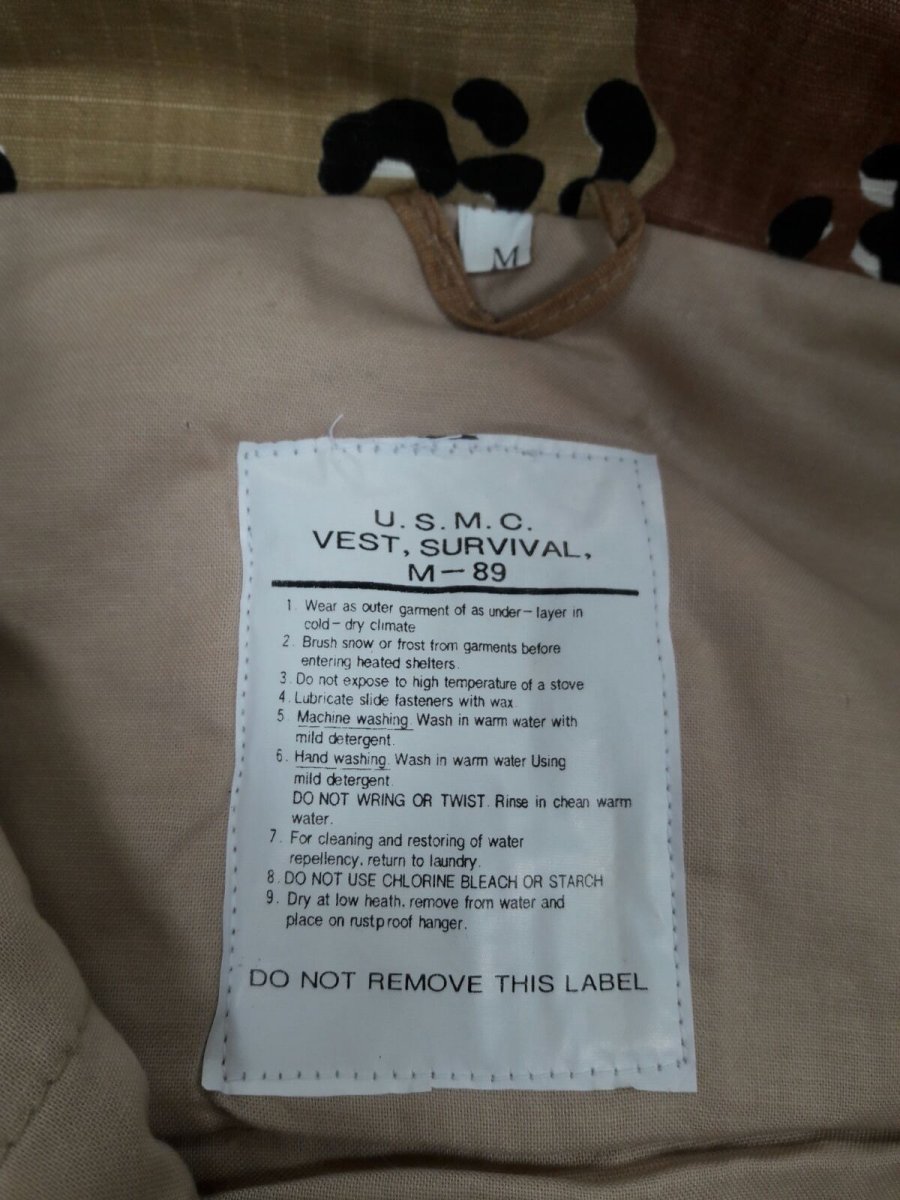 M
U.S.M.C.
VEST, SURVIVAL,
M-89
1. Wear as outer garment of as under-layer in
cold-dry climate
2. Brush snow or frost from garments before
entering heated shelters.
3. Do not expose to high temperature of a stove
4. Lubricate slide fasteners with wax.
5. Machine washing. Wash in warm water with
mild detergent.
6. Hand washing. Wash in warm water Using
mild detergent.
DO NOT WRING OR TWIST. Rinse in chean warm
water.
7. For cleaning and restoring of water
repellency. return to laundry.
8. DO NOT USE CHLORINE BLEACH OR STARCH
9. Dry at low heath. remove from water and
place on rustproof hanger.
DO NOT REMOVE THIS LABEL